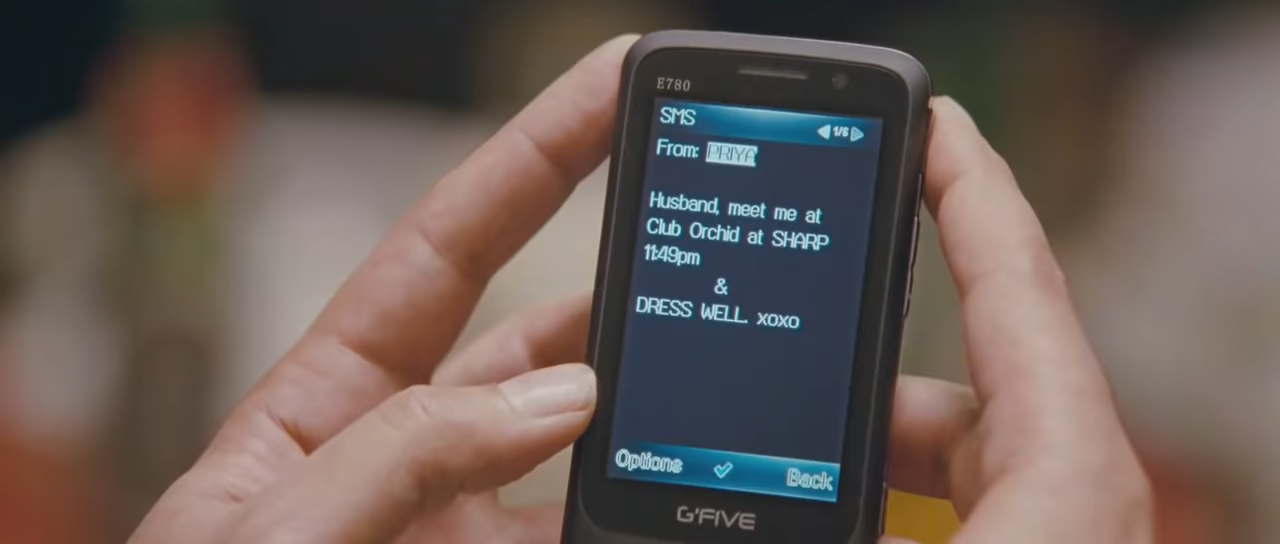 E780
SMS
1/6
From: PRIYA
Husband, meet me at
Club Orchid at SHARP
11:49pm
&
DRESS WELL. xoxo
Options
Back
G'FIVE